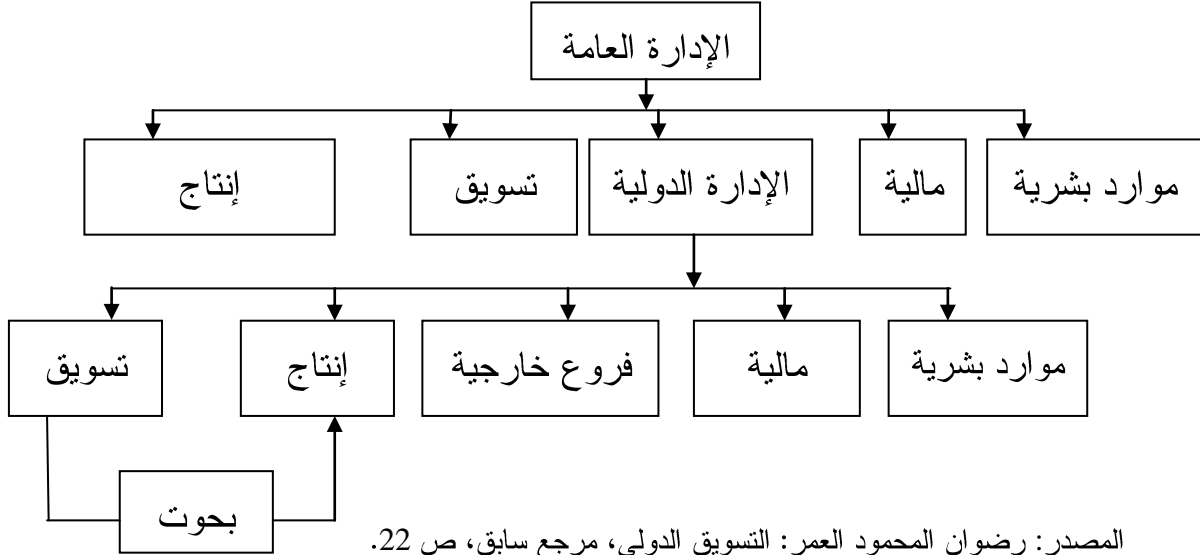 الإدارة العامة
موارد بشرية
مالية
الإدارة الدولية
تسويق
إنتاج
موارد بشرية
مالية
فروع خارجية
إنتاج
تسويق
بحوت
المصدر: رضوان المحمود العمر: التسويق الدولي، مرجع سابق، ص 22.